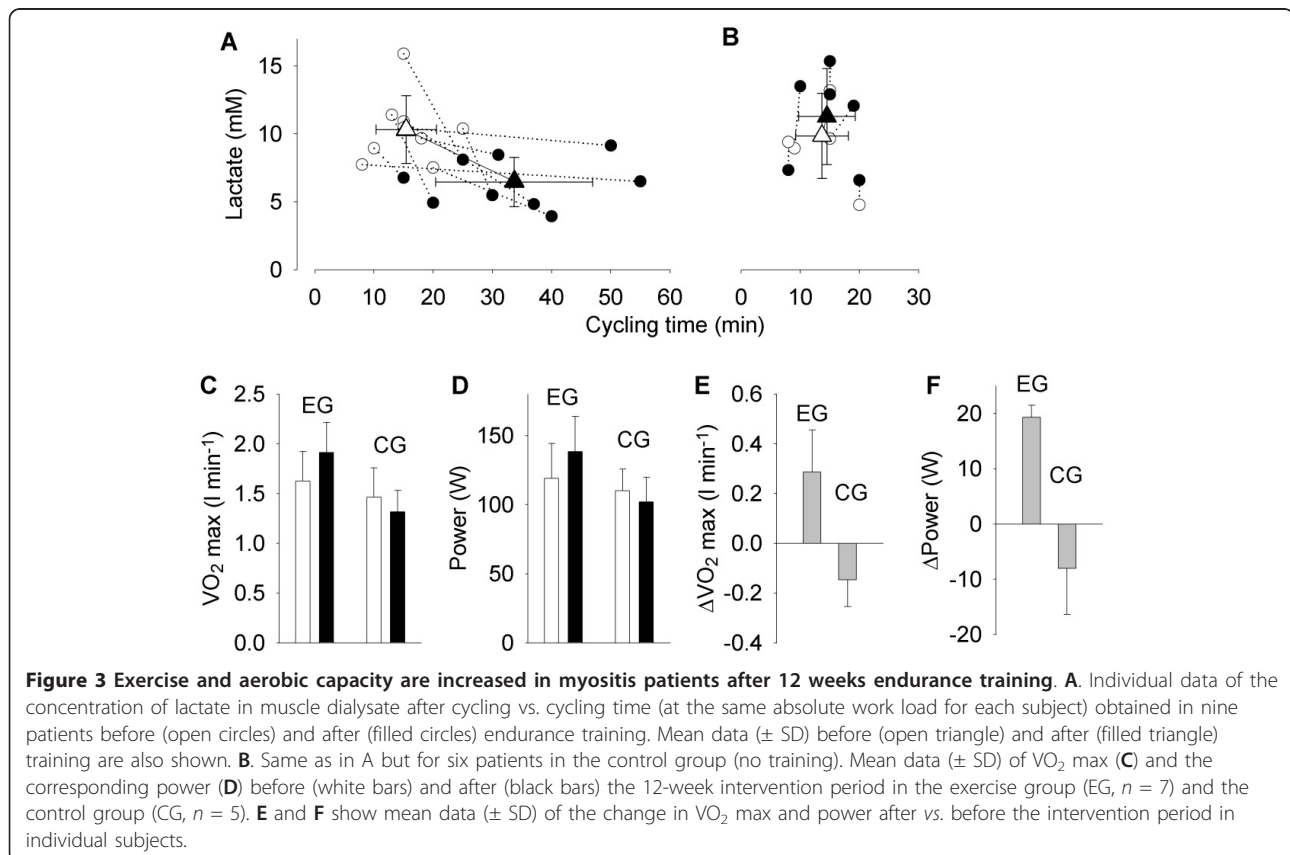 A
B
Lactate (mM)
15
10
5
0
0 10 20 30 40 50 60
0 10 20 30
Cycling time (min)
C
VO₂ max (l min⁻¹)
2.5
2.0
1.5
1.0
0.5
0.0
EG
CG
D
Power (W)
150
100
50
0
EG
CG
E
ΔVO₂ max (l min⁻¹)
0.6
0.4
0.2
0.0
-0.2
-0.4
EG
CG
F
ΔPower (W)
20
10
0
-10
-20
EG
CG
Figure 3 Exercise and aerobic capacity are increased in myositis patients after 12 weeks endurance training. A. Individual data of the
concentration of lactate in muscle dialysate after cycling vs. cycling time (at the same absolute work load for each subject) obtained in nine
patients before (open circles) and after (filled circles) endurance training. Mean data (± SD) before (open triangle) and after (filled triangle)
training are also shown. B. Same as in A but for six patients in the control group (no training). Mean data (± SD) of VO₂ max (C) and the
corresponding power (D) before (white bars) and after (black bars) the 12-week intervention period in the exercise group (EG, n = 7) and the
control group (CG, n = 5). E and F show mean data (± SD) of the change in VO₂ max and power after vs. before the intervention period in
individual subjects.